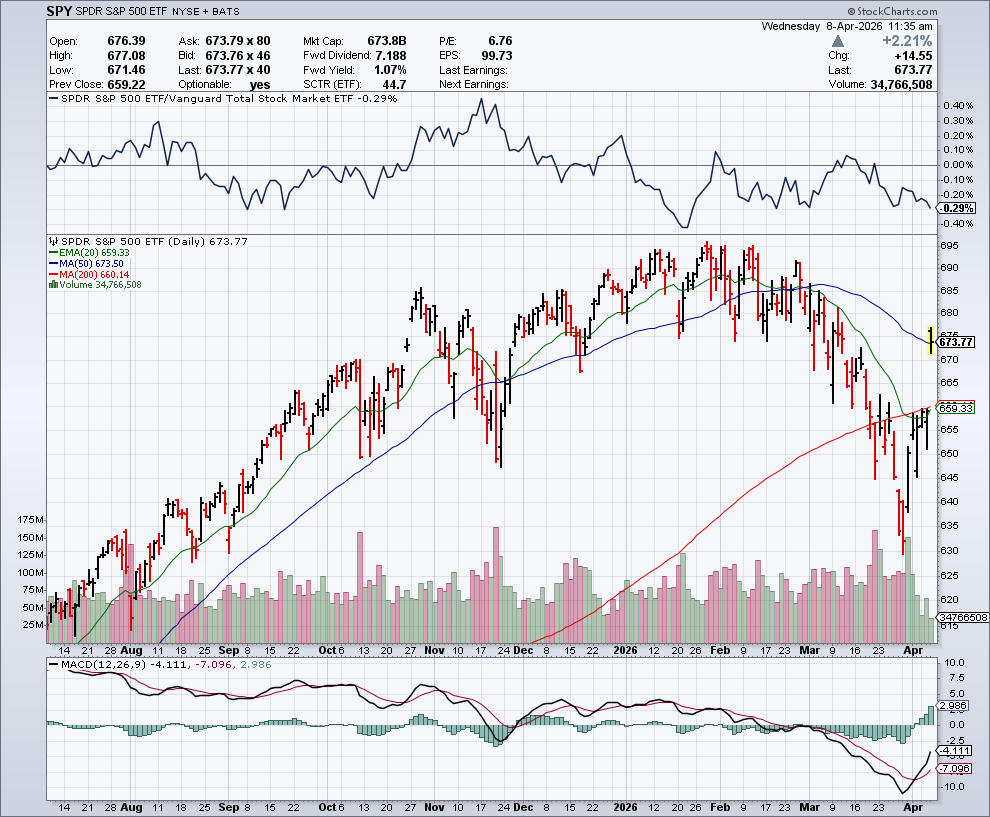 SPY SPDR S&P 500 ETF NYSE + BATS
© StockCharts.com
Wednesday 8-Apr-2026 11:35 am
Open: 676.39 Ask: 673.79 x 80 Mkt Cap: 673.8B P/E: 6.76 +2.21%
High: 677.08 Bid: 673.76 x 46 Fwd Dividend: 7.188 EPS: 99.73 Chg: +14.55
Low: 671.46 Last: 673.77 x 40 Fwd Yield: 1.07% Last Earnings: Last: 673.77
Prev Close: 659.22 Optionable: yes SCTR (ETF): 44.7 Next Earnings: Volume: 34,766,508
SPDR S&P 500 ETF/Vanguard Total Stock Market ETF -0.29%
0.40%
0.30%
0.20%
0.10%
0.00%
-0.10%
-0.20%
-0.29%
-0.40%
SPDR S&P 500 ETF (Daily) 673.77
EMA(20) 659.33
MA(50) 673.50
MA(200) 660.14
Volume 34,766,508
695
690
685
680
675
673.77
670
665
659.33
655
650
645
640
635
630
625
620
34766508
615
175M
150M
125M
100M
75M
50M
25M
14 21 28 Aug 11 18 25 Sep 8 15 22 Oct 6 13 20 27 Nov 10 17 24 Dec 8 15 22 2026 12 20 26 Feb 9 17 23 Mar 9 16 23 Apr
MACD(12,26,9) -4.111, -7.096, 2.986
10.0
7.5
5.0
2.986
0.0
-2.5
-4.111
-7.096
-10.0
14 21 28 Aug 11 18 25 Sep 8 15 22 Oct 6 13 20 27 Nov 10 17 24 Dec 8 15 22 2026 12 20 26 Feb 9 17 23 Mar 9 16 23 Apr